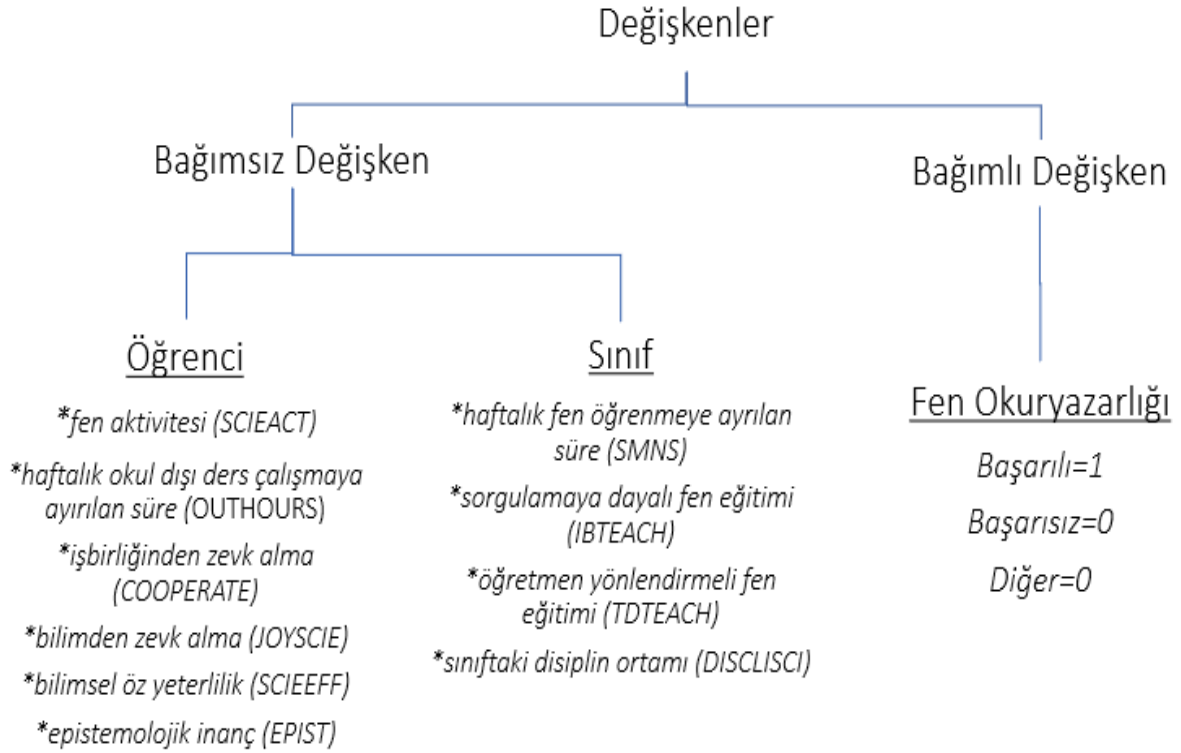 Değişkenler
Bağımsız Değişken
Bağımlı Değişken
Öğrenci
*fen aktivitesi (SCIEACT)
*haftalık okul dışı ders çalışmaya
ayırılan süre (OUTHOURS)
*işbirliğinden zevk alma
(COOPERATE)
*bilimden zevk alma (JOYSCIE)
*bilimsel öz yeterlilik (SCIEEFF)
*epistemolojik inanç (EPIST)
Sınıf
*haftalık fen öğrenmeye ayrılan
süre (SMNS)
*sorgulamaya dayalı fen eğitimi
(IBTEACH)
*öğretmen yönlendirmeli fen
eğitimi (TDTEACH)
*sınıftaki disiplin ortamı (DISCLISCI)
Fen Okuryazarlığı
Başarılı=1
Başarısız=0
Diğer=0